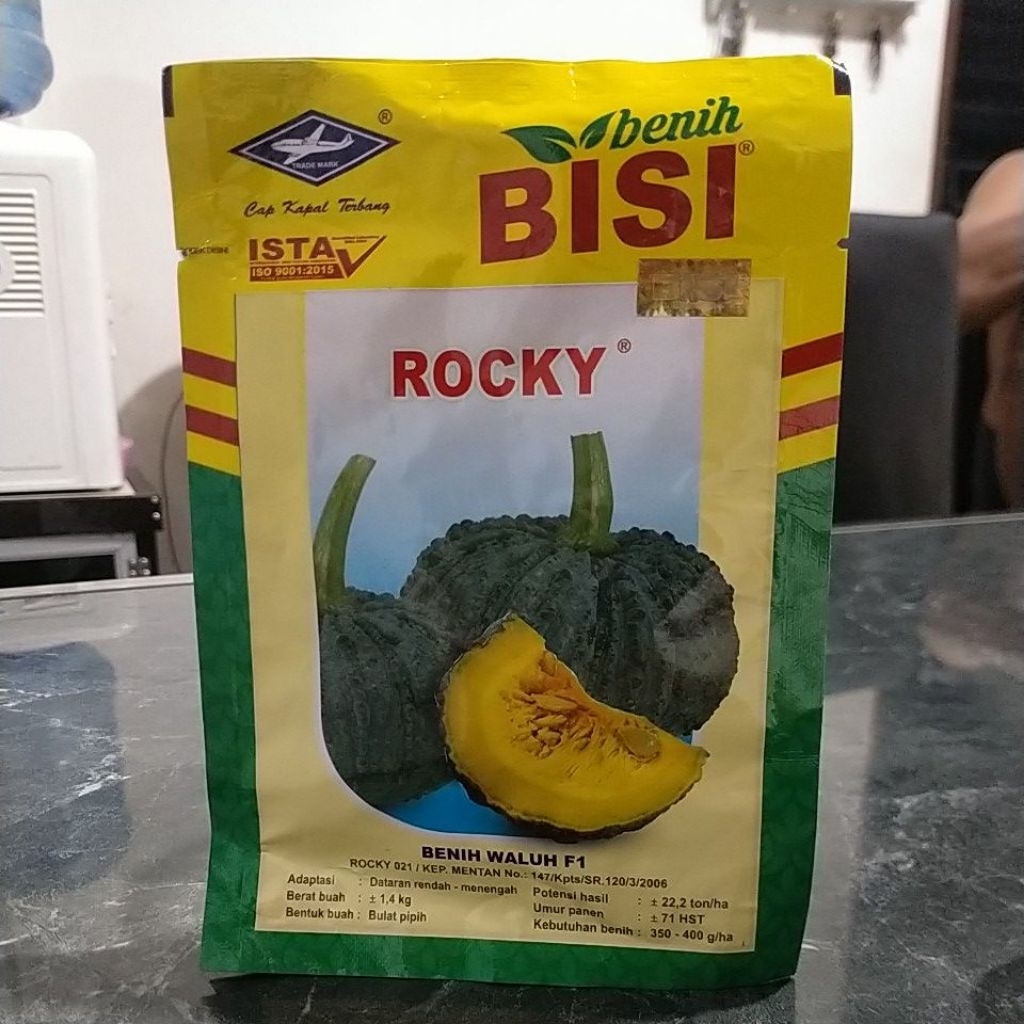 benih
BISI®
®
TRADE MARK
Cap Kapal Terbang
ISTA
ISO 9001:2015
ROCKY®
BENIH WALUH F1
ROCKY 021 / KEP. MENTAN No.: 147/Kpts/SR.120/3/2006
Adaptasi : Dataran rendah - menengah
Berat buah : ± 1,4 kg
Bentuk buah : Bulat pipih
Potensi hasil : ± 22,2 ton/ha
Umur panen : ± 71 HST
Kebutuhan benih : 350 - 400 g/ha